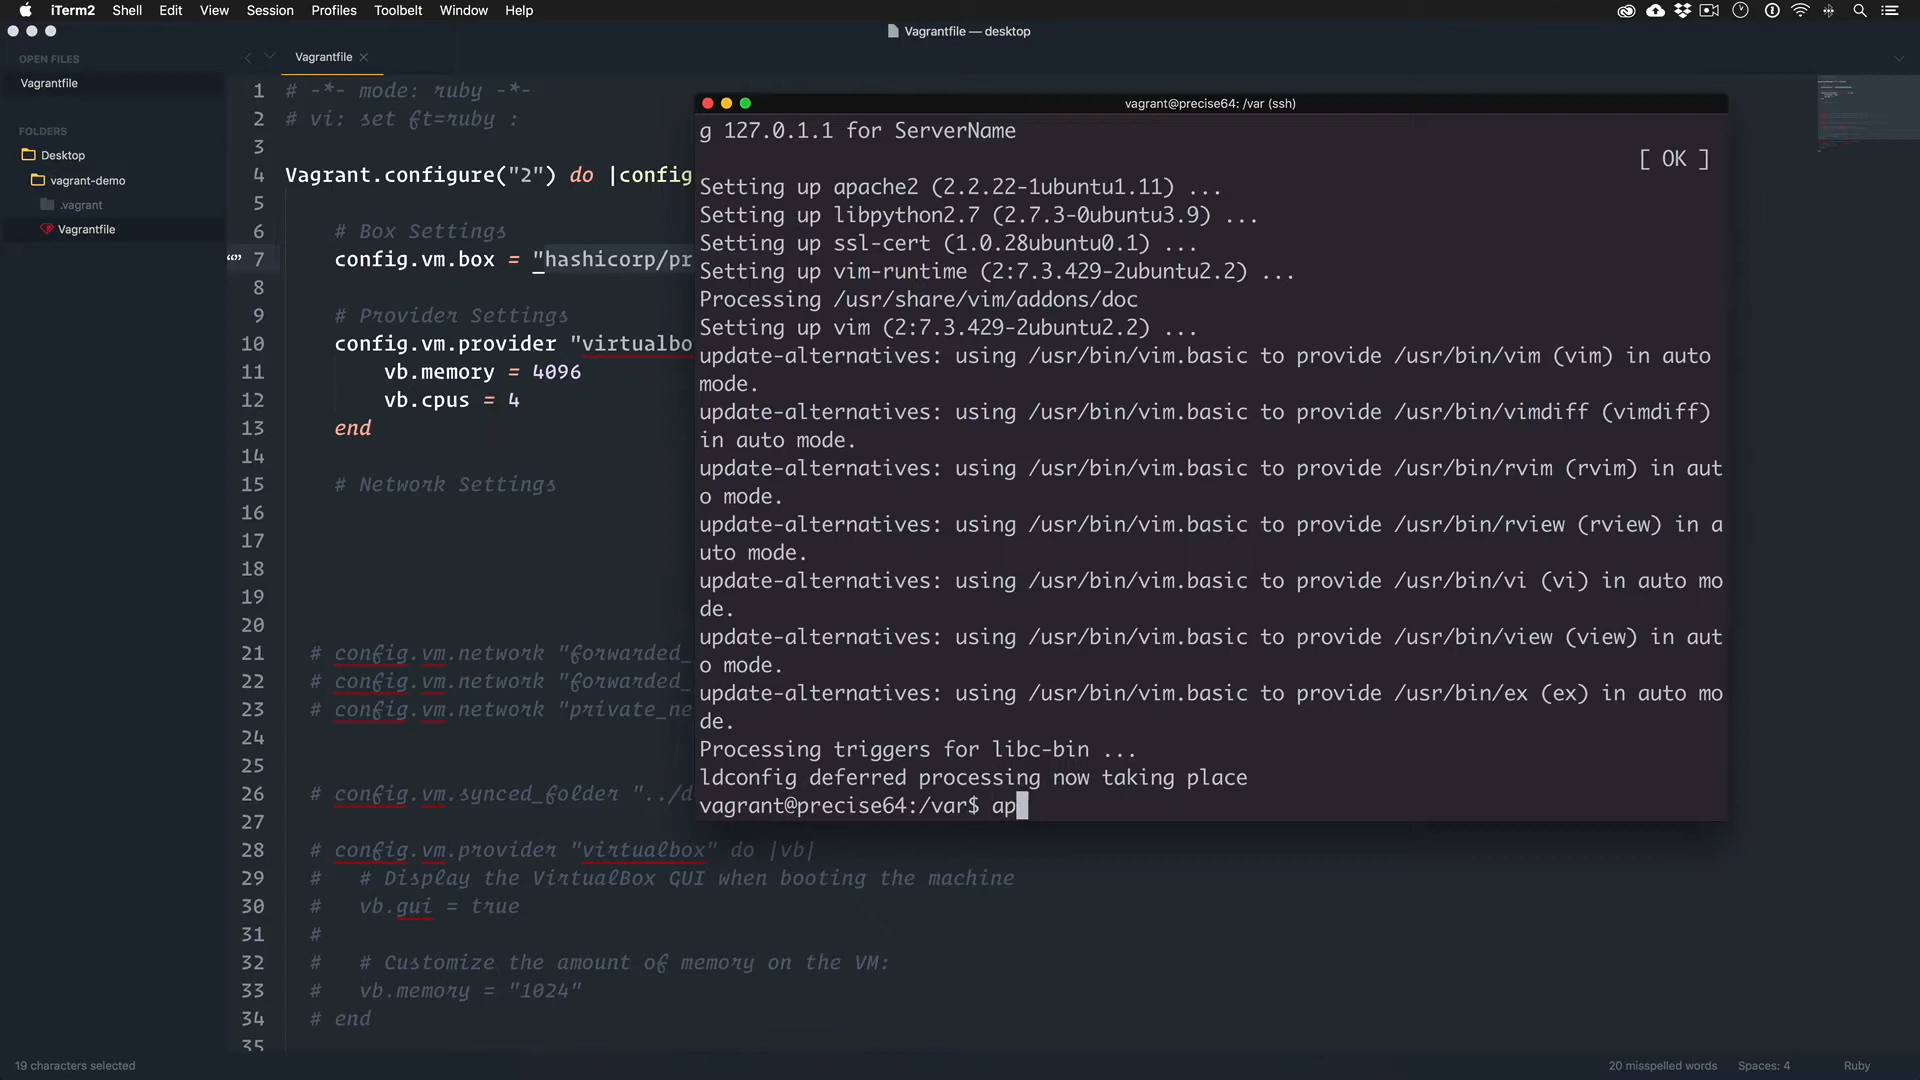 iTerm2 Shell Edit View Session Profiles Toolbelt Window Help
Vagrantfile — desktop
OPEN FILES
Vagrantfile
FOLDERS
Desktop
vagrant-demo
.vagrant
Vagrantfile
Vagrantfile
1 # -*- mode: ruby -*-
2 # vi: set ft=ruby :
3
4 Vagrant.configure("2") do |config
5
6 # Box Settings
7 config.vm.box = "hashicorp/pr
8
9 # Provider Settings
10 config.vm.provider "virtualbo
11 vb.memory = 4096
12 vb.cpus = 4
13 end
14
15 # Network Settings
16
17
18
19
20
21 # config.vm.network "forwarded_
22 # config.vm.network "forwarded_
23 # config.vm.network "private_ne
24
25
26 # config.vm.synced_folder "../d
27
28 # config.vm.provider "virtualbox" do |vb|
29 #   # Display the VirtualBox GUI when booting the machine
30 #   vb.gui = true
31 #
32 #   # Customize the amount of memory on the VM:
33 #   vb.memory = "1024"
34 # end
35
vagrant@precise64: /var (ssh)
g 127.0.1.1 for ServerName
[ OK ]
Setting up apache2 (2.2.22-1ubuntu1.11) ...
Setting up libpython2.7 (2.7.3-0ubuntu3.9) ...
Setting up ssl-cert (1.0.28ubuntu0.1) ...
Setting up vim-runtime (2:7.3.429-2ubuntu2.2) ...
Processing /usr/share/vim/addons/doc
Setting up vim (2:7.3.429-2ubuntu2.2) ...
update-alternatives: using /usr/bin/vim.basic to provide /usr/bin/vim (vim) in auto
mode.
update-alternatives: using /usr/bin/vim.basic to provide /usr/bin/vimdiff (vimdiff)
in auto mode.
update-alternatives: using /usr/bin/vim.basic to provide /usr/bin/rvim (rvim) in aut
o mode.
update-alternatives: using /usr/bin/vim.basic to provide /usr/bin/rview (rview) in a
uto mode.
update-alternatives: using /usr/bin/vim.basic to provide /usr/bin/vi (vi) in auto mo
de.
update-alternatives: using /usr/bin/vim.basic to provide /usr/bin/view (view) in aut
o mode.
update-alternatives: using /usr/bin/vim.basic to provide /usr/bin/ex (ex) in auto mo
de.
Processing triggers for libc-bin ...
ldconfig deferred processing now taking place
vagrant@precise64:/var$ ap
19 characters selected
20 misspelled words Spaces: 4 Ruby